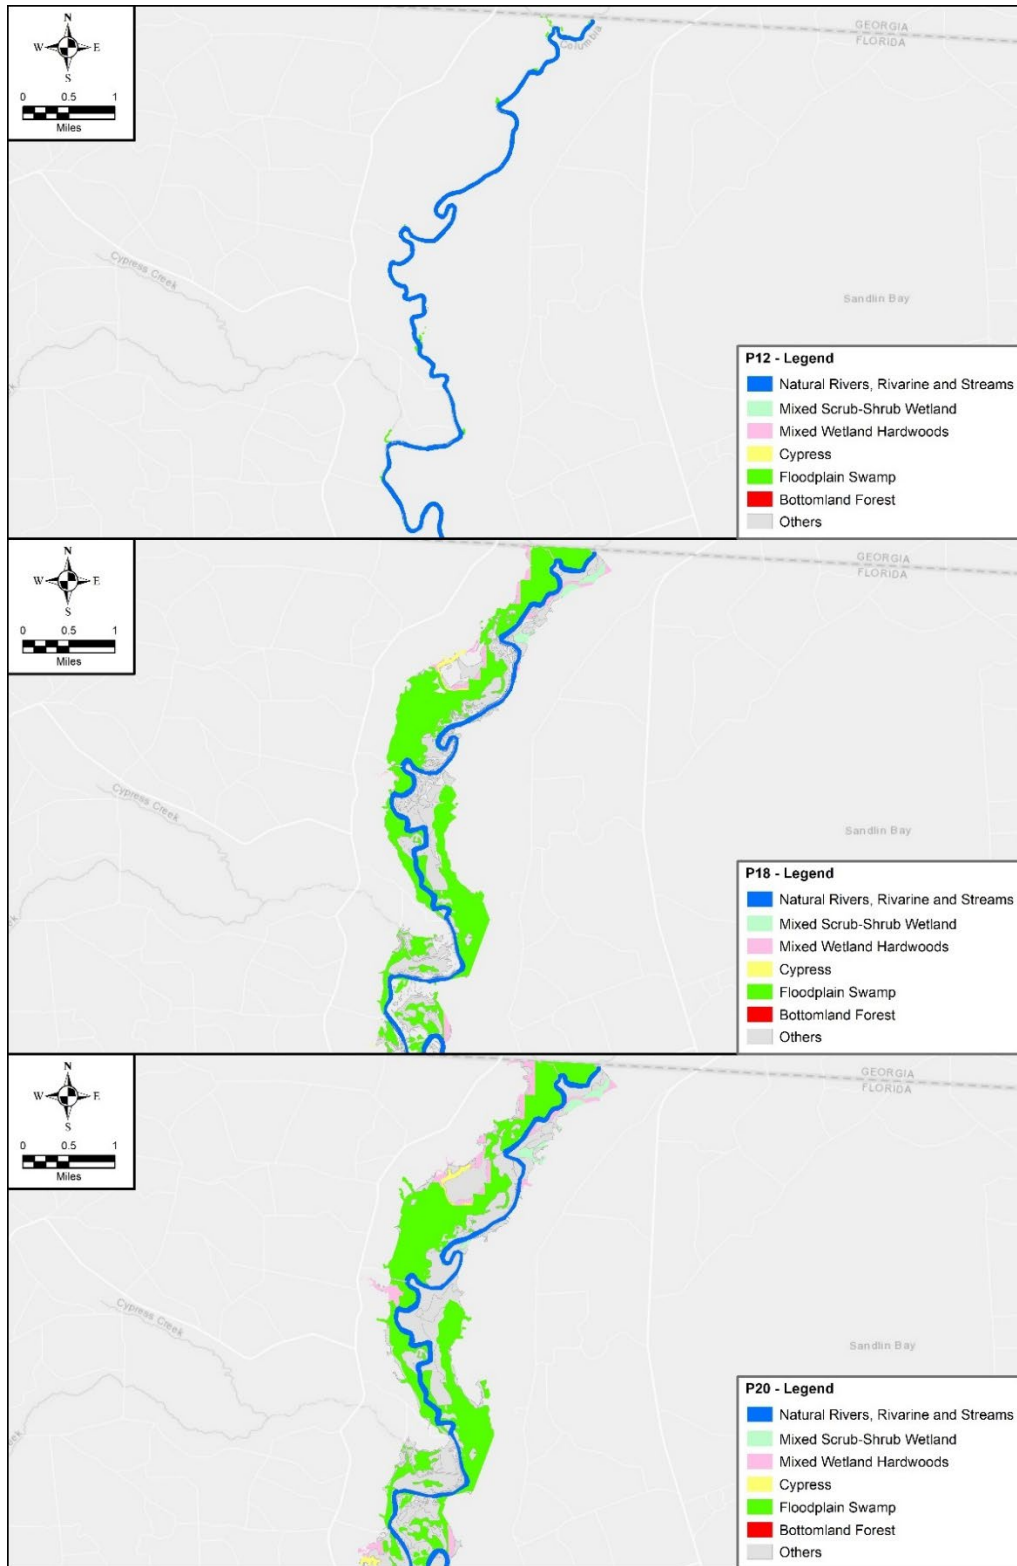 N
W E
S
0 0.5 1
Miles
GEORGIA
FLORIDA
Columbia
Cypress Creek
Sandlin Bay
P12 - Legend
Natural Rivers, Rivarine and Streams
Mixed Scrub-Shrub Wetland
Mixed Wetland Hardwoods
Cypress
Floodplain Swamp
Bottomland Forest
Others
N
W E
S
0 0.5 1
Miles
GEORGIA
FLORIDA
Cypress Creek
Sandlin Bay
P18 - Legend
Natural Rivers, Rivarine and Streams
Mixed Scrub-Shrub Wetland
Mixed Wetland Hardwoods
Cypress
Floodplain Swamp
Bottomland Forest
Others
N
W E
S
0 0.5 1
Miles
GEORGIA
FLORIDA
Cypress Creek
Sandlin Bay
P20 - Legend
Natural Rivers, Rivarine and Streams
Mixed Scrub-Shrub Wetland
Mixed Wetland Hardwoods
Cypress
Floodplain Swamp
Bottomland Forest
Others